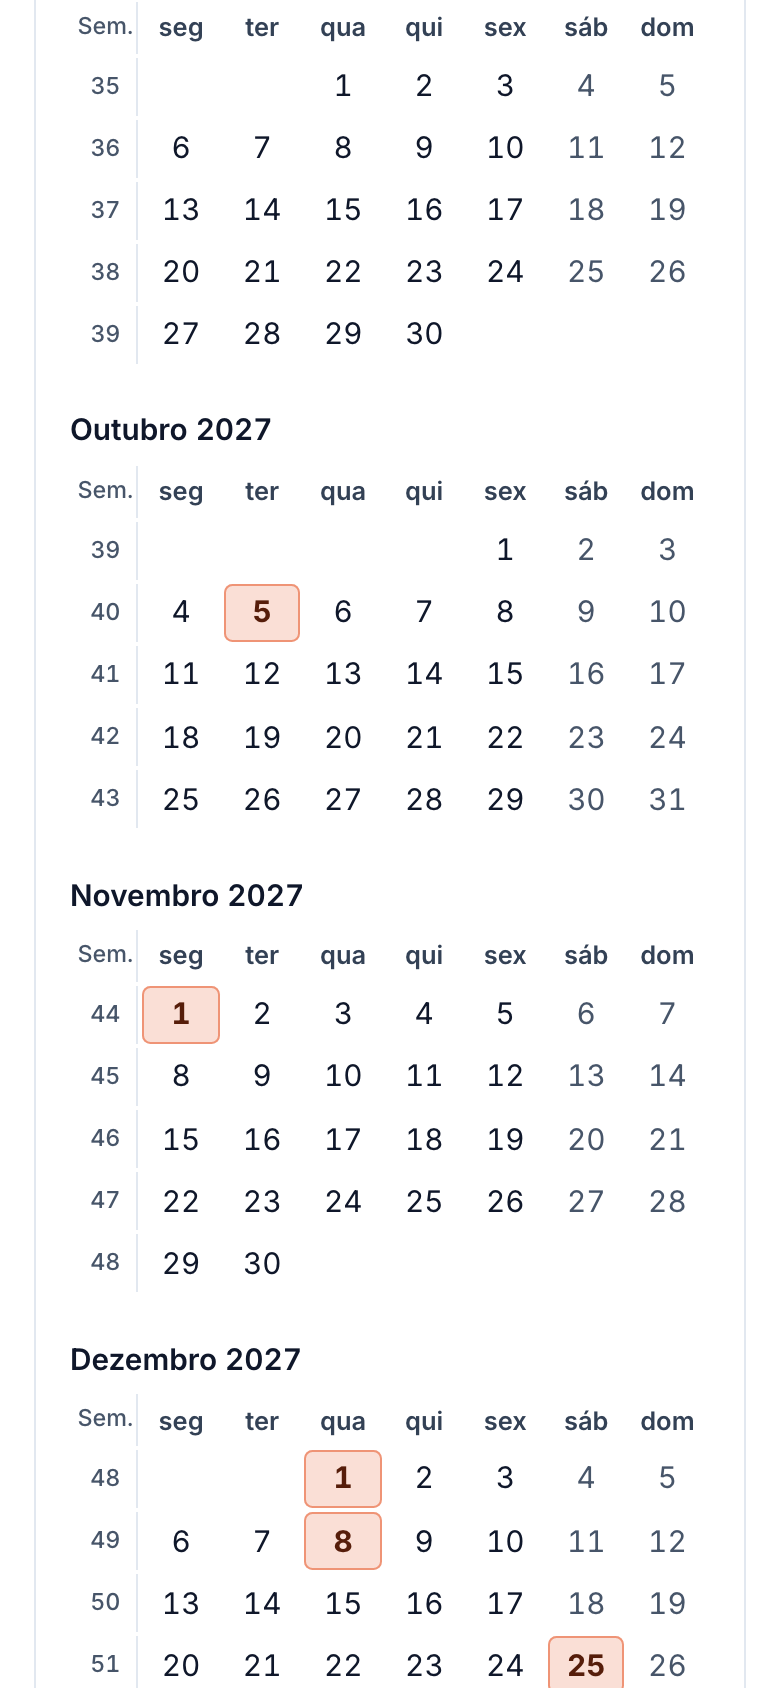 Sem. seg ter qua qui sex sáb dom
35 1 2 3 4 5
36 6 7 8 9 10 11 12
37 13 14 15 16 17 18 19
38 20 21 22 23 24 25 26
39 27 28 29 30
Outubro 2027
Sem. seg ter qua qui sex sáb dom
39 1 2 3
40 4 5 6 7 8 9 10
41 11 12 13 14 15 16 17
42 18 19 20 21 22 23 24
43 25 26 27 28 29 30 31
Novembro 2027
Sem. seg ter qua qui sex sáb dom
44 1 2 3 4 5 6 7
45 8 9 10 11 12 13 14
46 15 16 17 18 19 20 21
47 22 23 24 25 26 27 28
48 29 30
Dezembro 2027
Sem. seg ter qua qui sex sáb dom
48 1 2 3 4 5
49 6 7 8 9 10 11 12
50 13 14 15 16 17 18 19
51 20 21 22 23 24 25 26